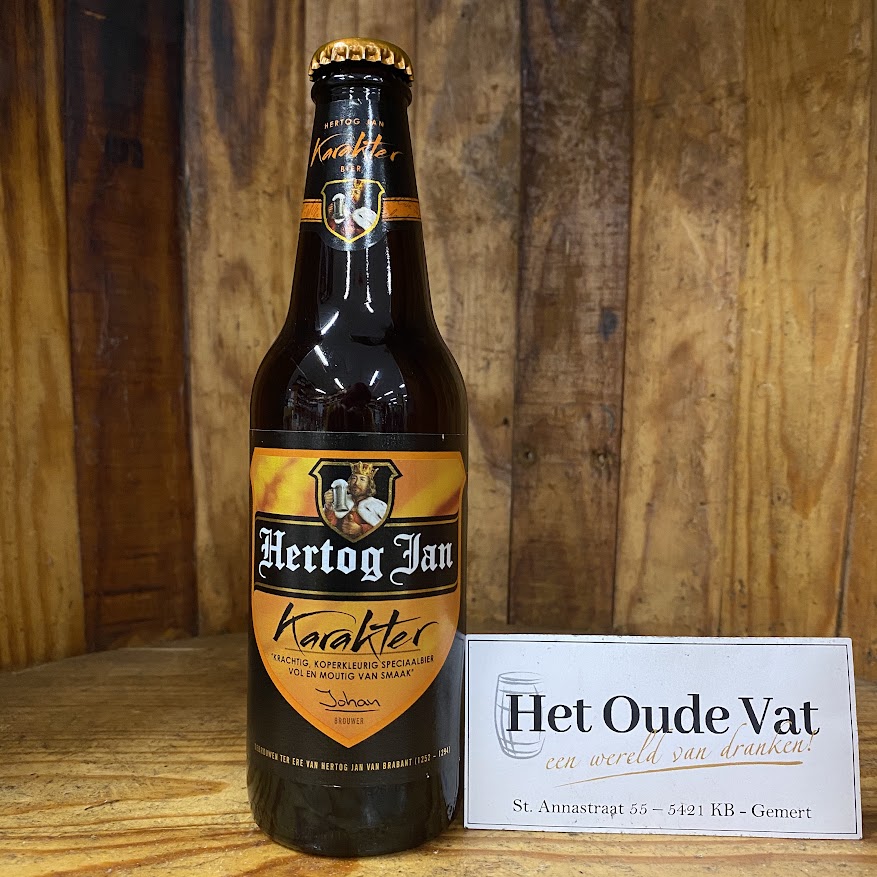 HERTOG JAN
Karakter
BIER
Hertog Jan
Karakter
"KRACHTIG, KOPERKLEURIG SPECIAALBIER
VOL EN MOUTIG VAN SMAAK"
Johan
BROUWER
TER ERE VAN HERTOG JAN VAN BRABANT (1252 - 1294)
Het Oude Vat
een wereld van dranken!
St. Annastraat 55 – 5421 KB - Gemert